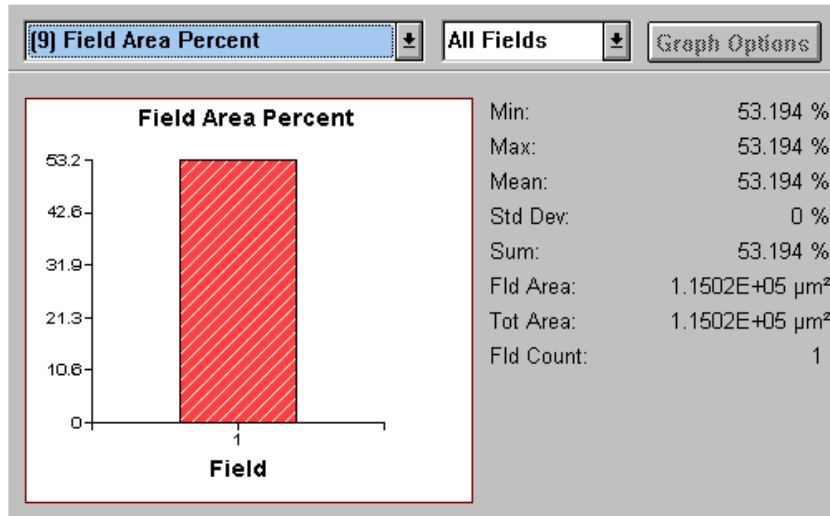 (9) Field Area Percent
All Fields
Graph Options
Field Area Percent
53.2
42.6
31.9
21.3
10.6
0
1
Field
Min: 53.194 %
Max: 53.194 %
Mean: 53.194 %
Std Dev: 0 %
Sum: 53.194 %
Fld Area: 1.1502E+05 µm²
Tot Area: 1.1502E+05 µm²
Fld Count: 1